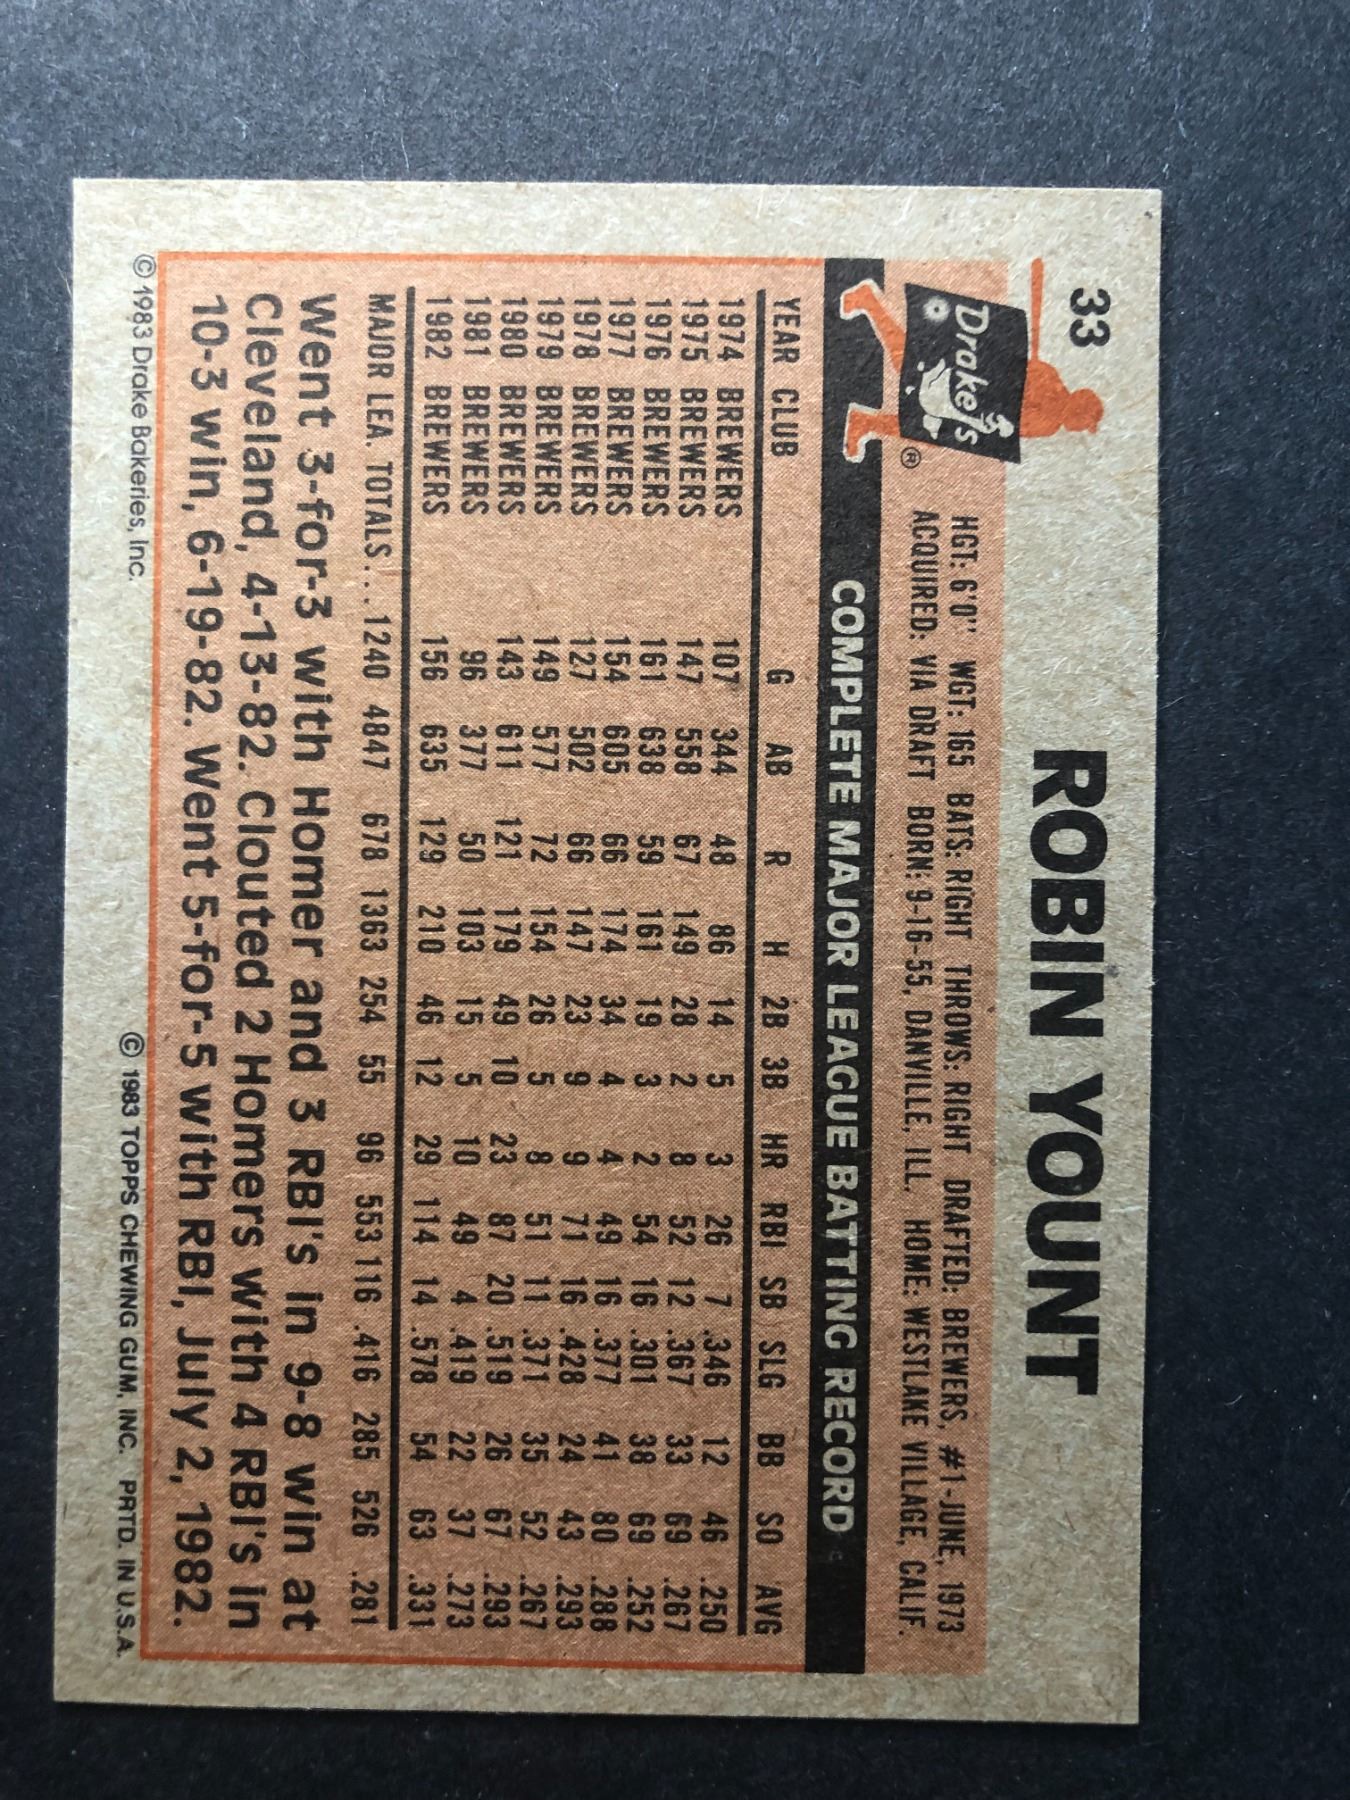 33
ROBIN YOUNT
Drake's ®
HGT: 6'0" WGT: 165 BATS: RIGHT THROWS: RIGHT DRAFTED: BREWERS, #1-JUNE, 1973
ACQUIRED: VIA DRAFT BORN: 9-16-55, DANVILLE, ILL. HOME: WESTLAKE VILLAGE, CALIF.
COMPLETE MAJOR LEAGUE BATTING RECORD
YEAR CLUB G AB R H 2B 3B HR RBI SB SLG BB SO AVG
1974 BREWERS 107 344 48 86 14 5 3 26 7 .346 12 46 .250
1975 BREWERS 147 558 67 149 28 2 8 52 12 .367 33 69 .267
1976 BREWERS 161 638 59 161 19 3 2 54 16 .301 38 69 .252
1977 BREWERS 154 605 66 174 34 4 4 49 16 .377 41 80 .288
1978 BREWERS 127 502 66 147 23 9 9 71 16 .428 24 43 .293
1979 BREWERS 149 577 72 154 26 5 8 51 11 .371 35 52 .267
1980 BREWERS 143 611 121 179 49 10 23 87 20 .519 26 67 .293
1981 BREWERS 96 377 50 103 15 5 10 49 4 .419 22 37 .273
1982 BREWERS 156 635 129 210 46 12 29 114 14 .578 54 63 .331
MAJOR LEA. TOTALS... 1240 4847 678 1363 254 55 96 553 116 .416 285 526 .281
Went 3-for-3 with Homer and 3 RBI's in 9-8 win at
Cleveland, 4-13-82. Clouted 2 Homers with 4 RBI's in
10-3 win, 6-19-82. Went 5-for-5 with RBI, July 2, 1982.
© 1983 Drake Bakeries, Inc. © 1983 TOPPS CHEWING GUM, INC. PRTD. IN U.S.A.